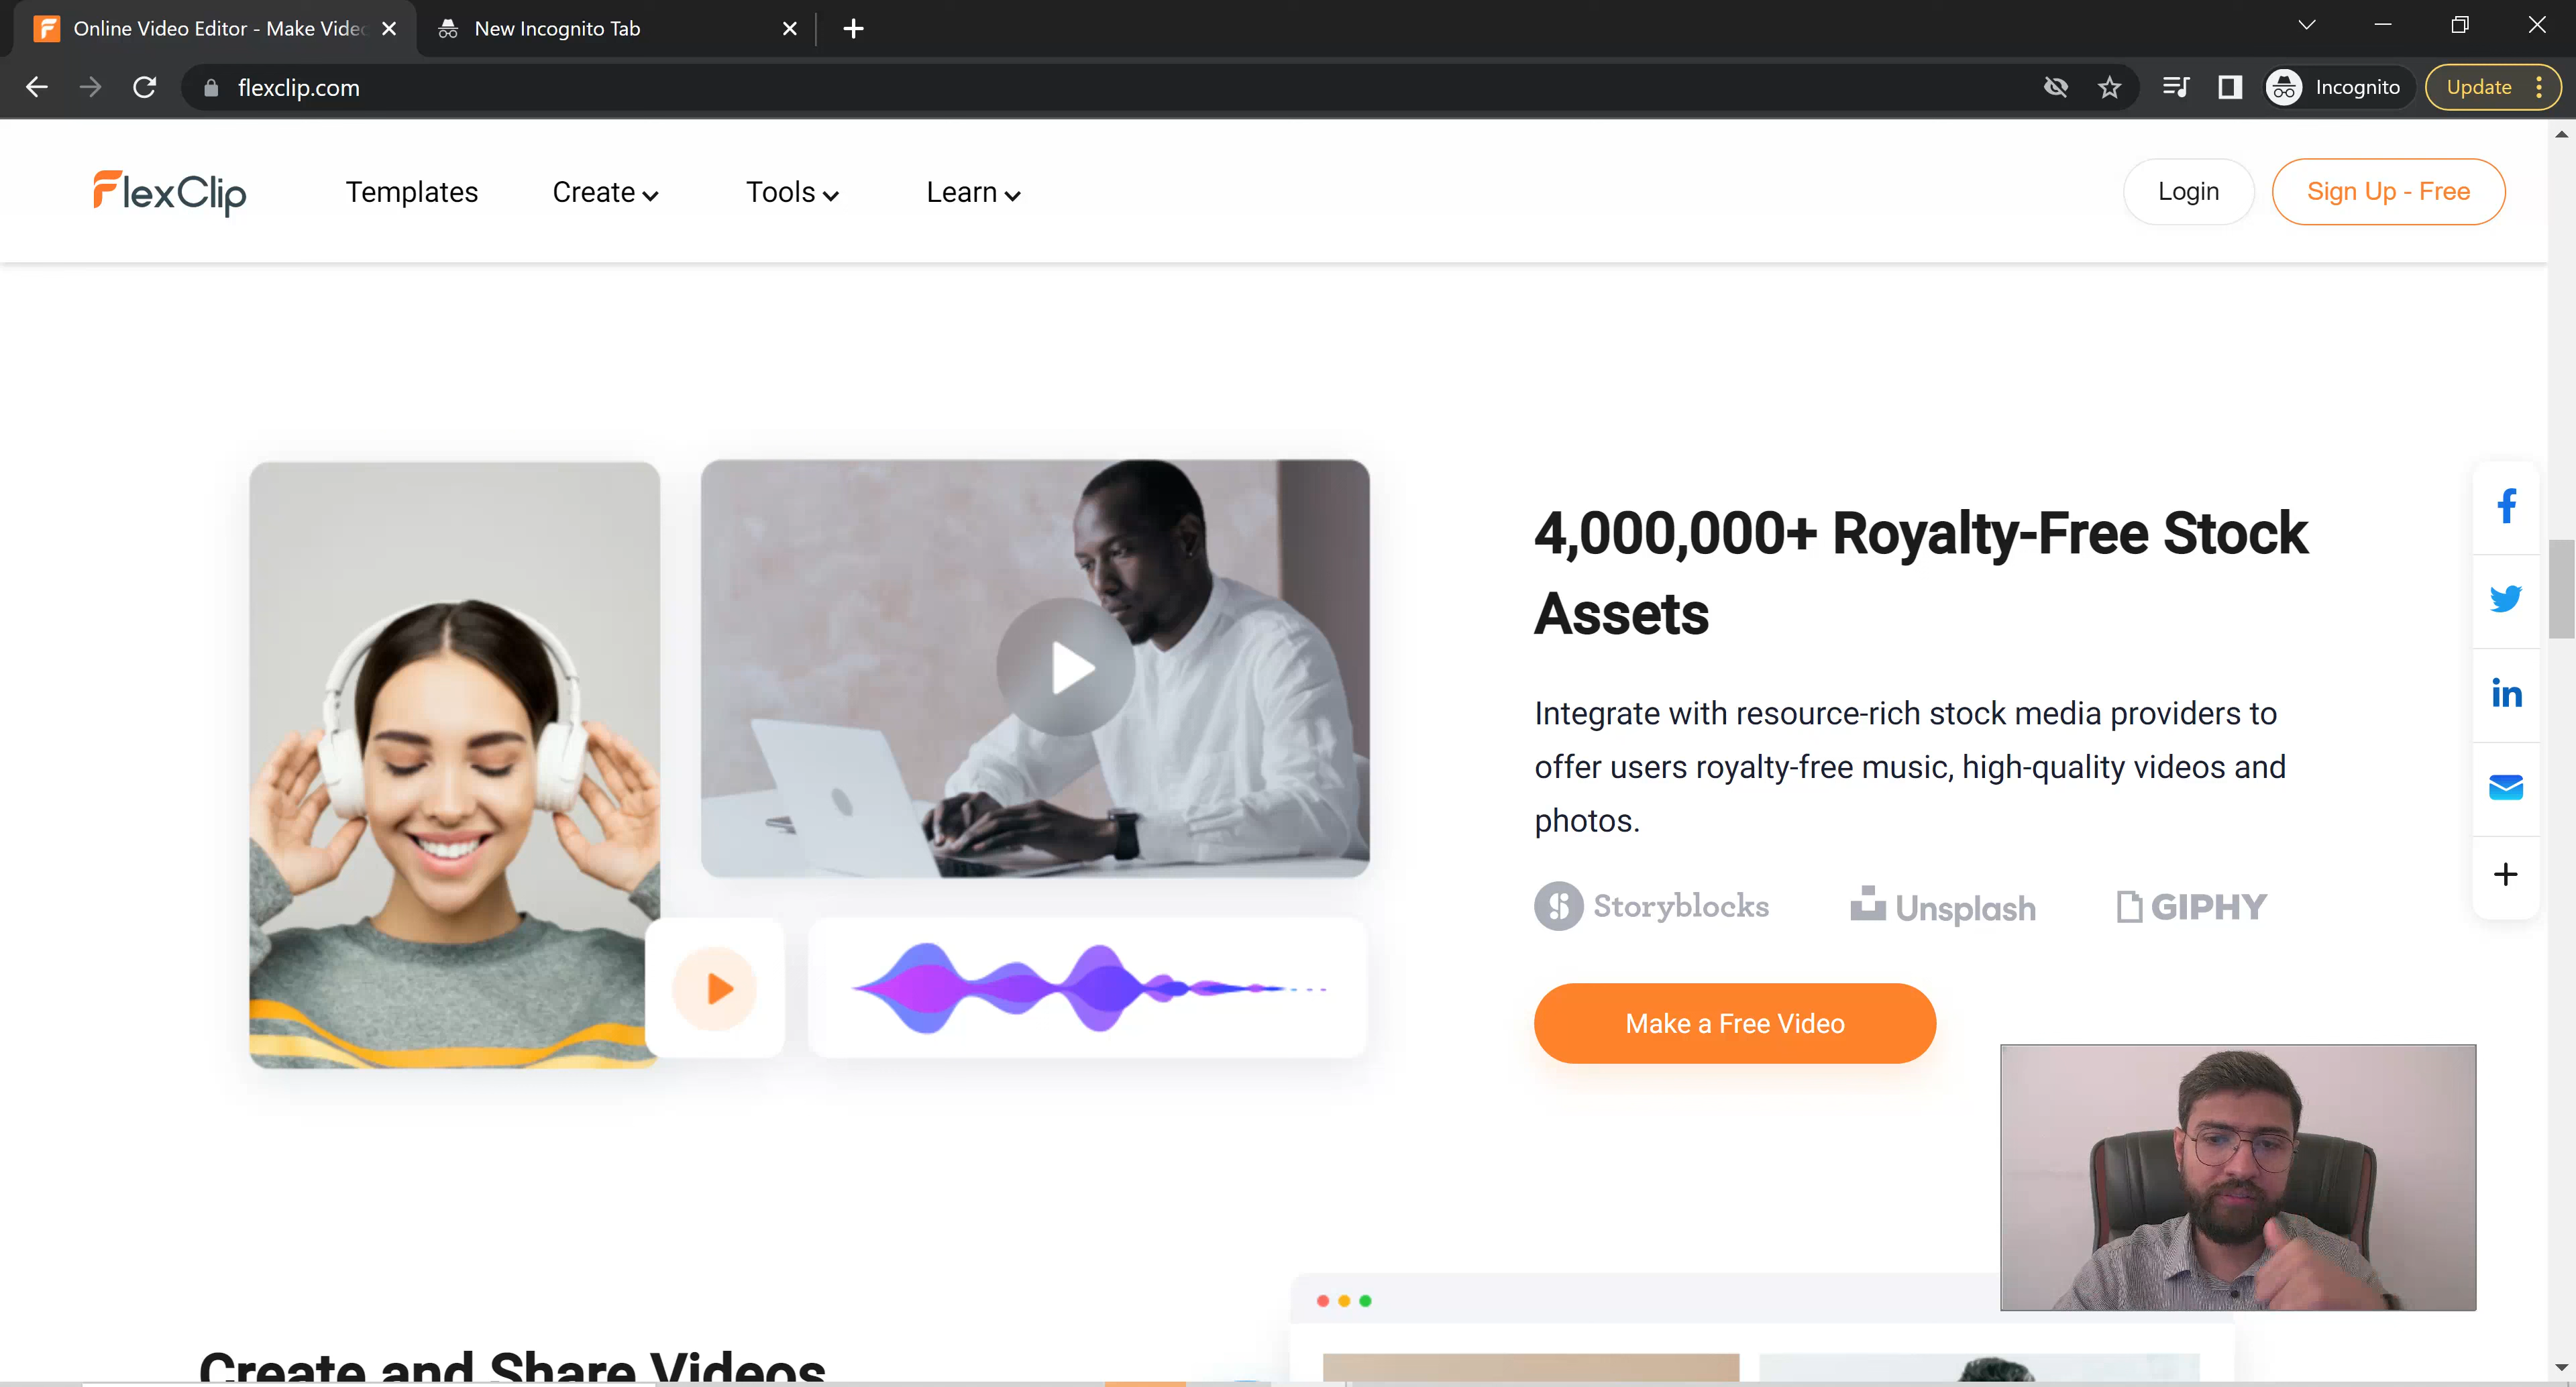 Online Video Editor - Make Vide
New Incognito Tab
flexclip.com
Incognito
Update
FlexClip
Templates
Create
Tools
Learn
Login
Sign Up - Free
4,000,000+ Royalty-Free Stock
Assets
Integrate with resource-rich stock media providers to
offer users royalty-free music, high-quality videos and
photos.
Storyblocks
Unsplash
GIPHY
Make a Free Video
Create and Share Videos